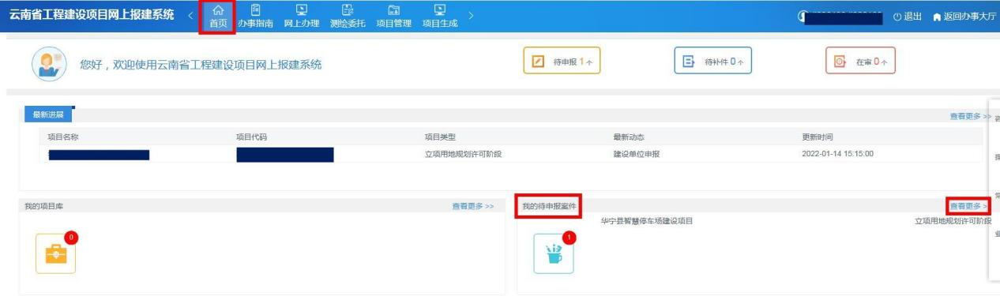 云南省工程建设项目网上报建系统 首页 办事指南 网上办理 测绘委托 项目管理 项目生成 退出 返回办事大厅
您好，欢迎使用云南省工程建设项目网上报建系统 待申报 1 个 待补件 0 个 在审 0 个
最新进展 查看更多 >>
项目名称 项目代码 项目类型 最新动态 更新时间
立项用地规划许可阶段 建设单位申报 2022-01-14 15:15:00
我的项目库 查看更多 >> 我的待申报案件 查看更多 >
华宁县智慧停车场建设项目 立项用地规划许可阶段
0 1